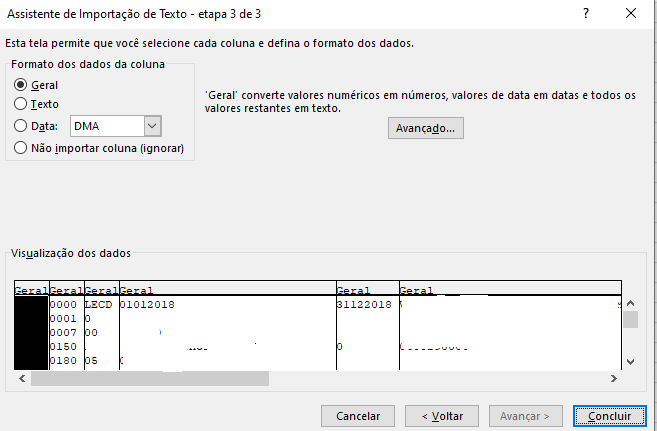 Assistente de Importação de Texto - etapa 3 de 3
? ×
Esta tela permite que você selecione cada coluna e defina o formato dos dados.
Formato dos dados da coluna
Geral
Texto
Data: DMA
Não importar coluna (ignorar)
'Geral' converte valores numéricos em números, valores de data em datas e todos os
valores restantes em texto.
Avançado...
Visualização dos dados
Geral Geral Geral Geral Geral Geral
0000 LECD 01012018 31122018
0001 0
0007 00
0150 0
0180 05
Cancelar < Voltar Avançar > Concluir